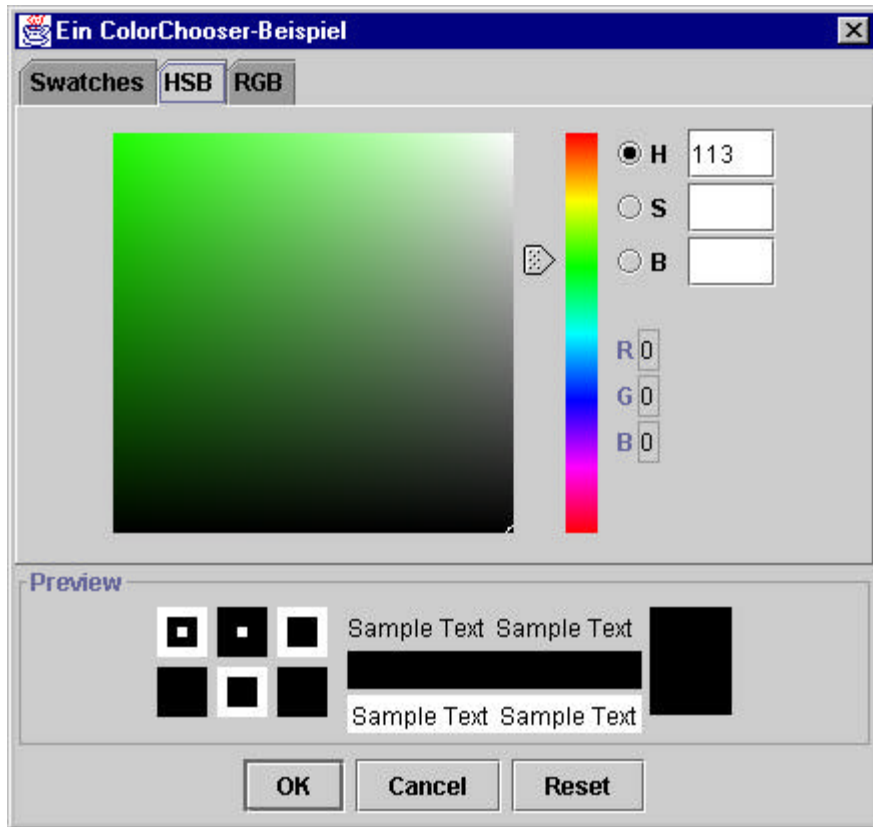 Ein ColorChooser-Beispiel
Swatches HSB RGB
H 113
S
B
R 0
G 0
B 0
Preview
Sample Text Sample Text
Sample Text Sample Text
OK Cancel Reset